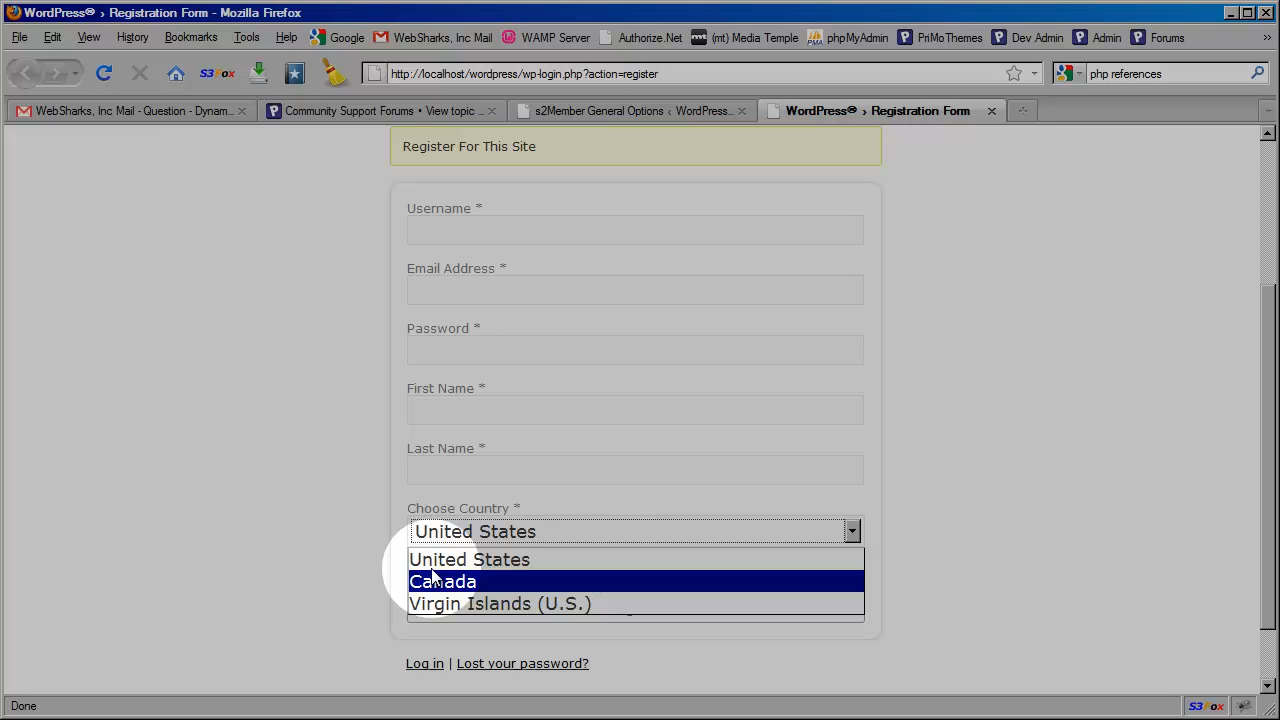 WordPress® › Registration Form - Mozilla Firefox
File Edit View History Bookmarks Tools Help Google WebSharks, Inc Mail WAMP Server Authorize.Net (mt) Media Temple phpMyAdmin PriMoThemes Dev Admin Admin Forums »
S3Fox http://localhost/wordpress/wp-login.php?action=register php references
WebSharks, Inc Mail - Question - Dynam... Community Support Forums • View topic ... s2Member General Options ‹ WordPress... WordPress® › Registration Form
Register For This Site
Username *
Email Address *
Password *
First Name *
Last Name *
Choose Country *
United States
United States
Canada
Virgin Islands (U.S.)
Log in | Lost your password?
Done S3Fox